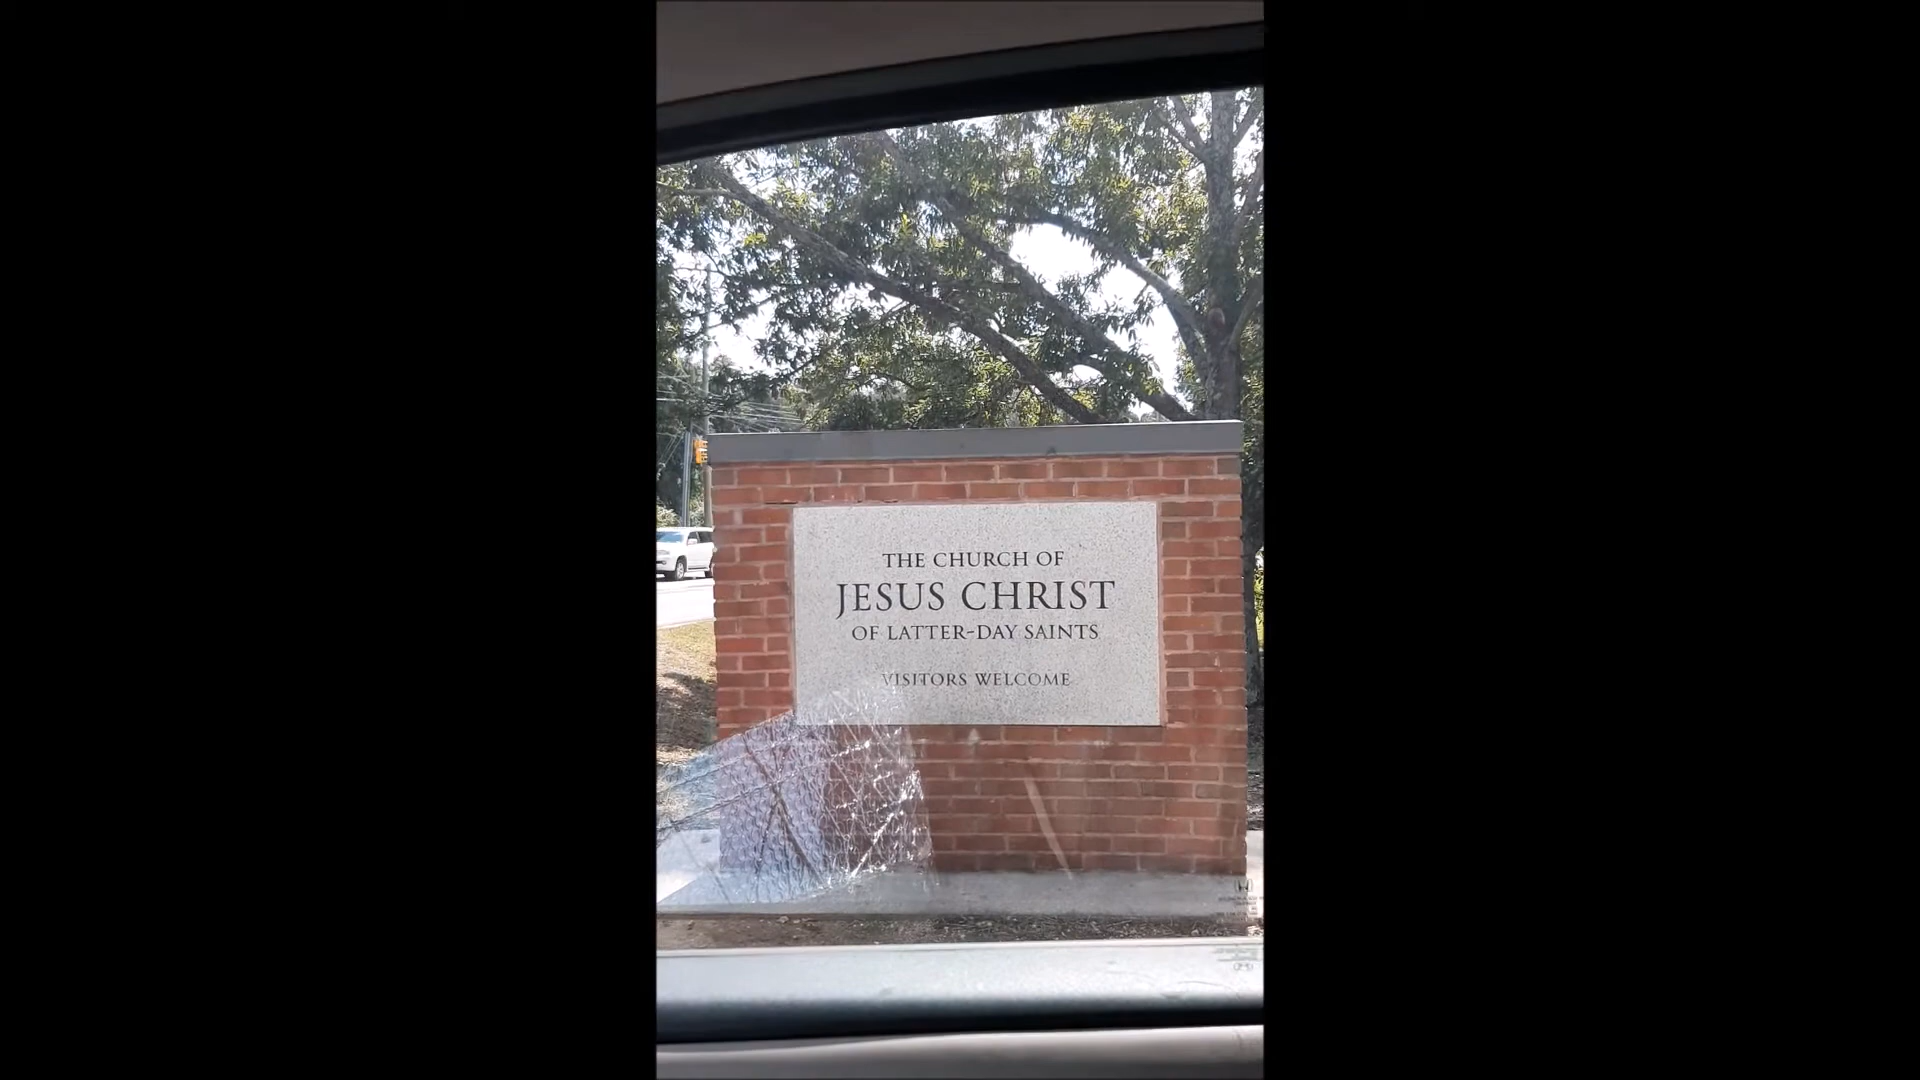 THE CHURCH OF
JESUS CHRIST
OF LATTER-DAY SAINTS
VISITORS WELCOME